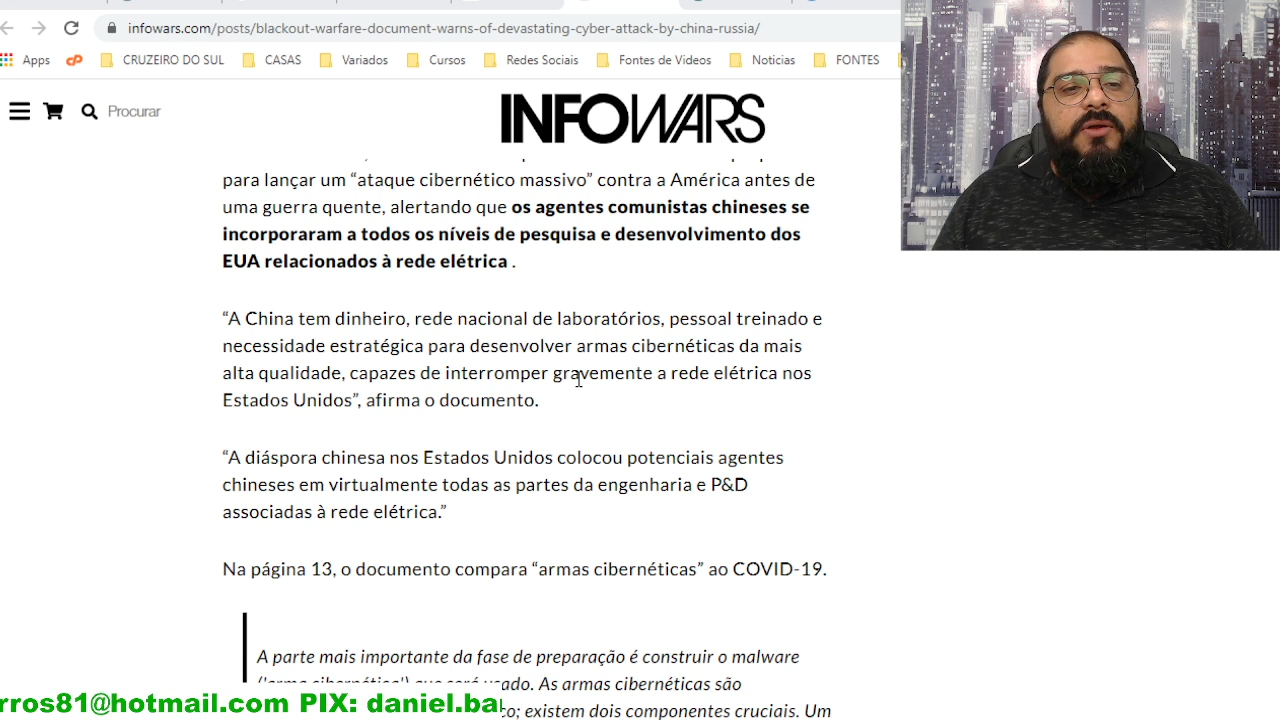 infowars.com/posts/blackout-warfare-document-warns-of-devastating-cyber-attack-by-china-russia/
Apps CRUZEIRO DO SUL CASAS Variados Cursos Redes Sociais Fontes de Videos Noticias FONTES
Procurar
INFOWARS
para lançar um “ataque cibernético massivo” contra a América antes de
uma guerra quente, alertando que os agentes comunistas chineses se
incorporaram a todos os níveis de pesquisa e desenvolvimento dos
EUA relacionados à rede elétrica .
“A China tem dinheiro, rede nacional de laboratórios, pessoal treinado e
necessidade estratégica para desenvolver armas cibernéticas da mais
alta qualidade, capazes de interromper gravemente a rede elétrica nos
Estados Unidos”, afirma o documento.
“A diáspora chinesa nos Estados Unidos colocou potenciais agentes
chineses em virtualmente todas as partes da engenharia e P&D
associadas à rede elétrica.”
Na página 13, o documento compara “armas cibernéticas” ao COVID-19.
A parte mais importante da fase de preparação é construir o malware
usado. As armas cibernéticas são
existem dois componentes cruciais. Um
rros81@hotmail.com PIX: daniel.ba